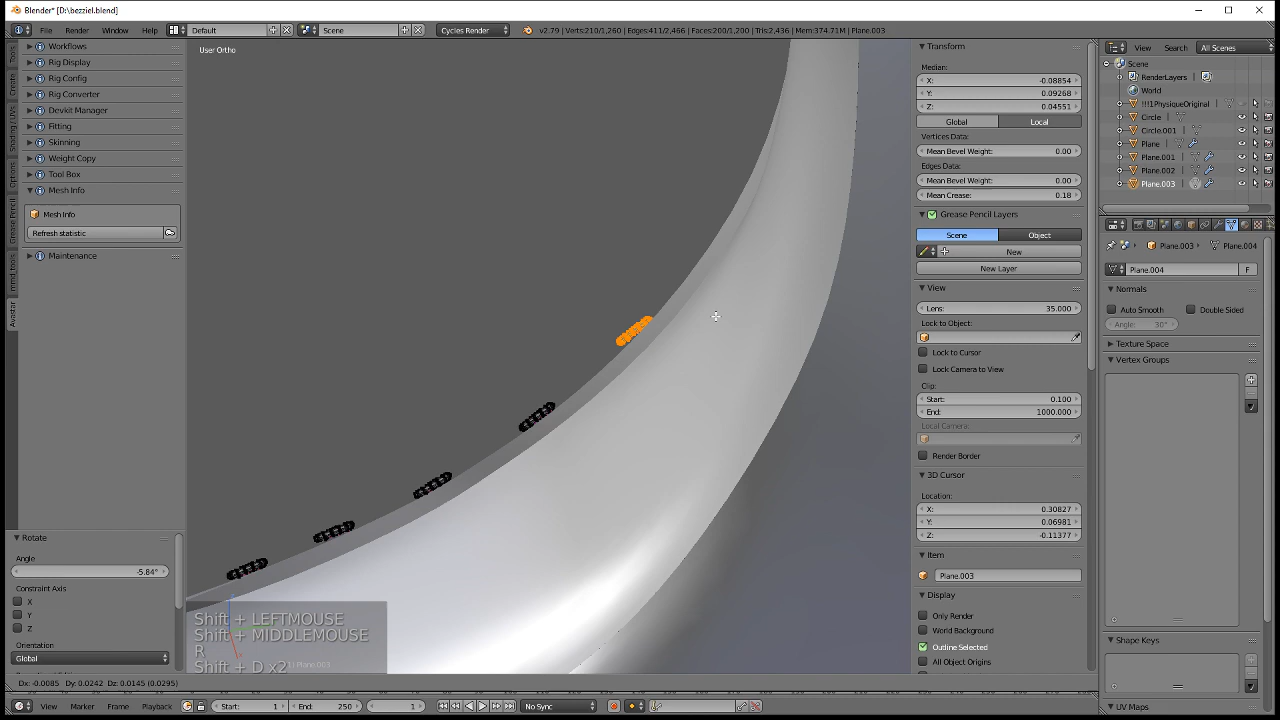 Blender* [D:\bezziel.blend]
File Render Window Help Default Scene Cycles Render v2.79 | Verts:210/1,260 | Edges:411/2,466 | Faces:200/1,200 | Tris:2,436 | Mem:374.71M | Plane.003
Workflows
Rig Display
Rig Config
Rig Converter
Devkit Manager
Fitting
Skinning
Weight Copy
Tool Box
Mesh Info
Mesh Info
Refresh statistic
Maintenance
Tools
Create
Shading / UVs
Options
Grease Pencil
mmd_tools
Avastar
Rotate
Angle
-5.84°
Constraint Axis
X
Y
Z
Orientation
Global
User Ortho
Shift + LEFTMOUSE
Shift + MIDDLEMOUSE
R
Shift + D x2
Plane.003
Dx: -0.0085 Dy: 0.0242 Dz: 0.0145 (0.0295)
View Marker Frame Playback Start: 1 End: 250 1 No Sync
Transform
Median:
X: -0.08854
Y: 0.09268
Z: 0.04551
Global Local
Vertices Data:
Mean Bevel Weight: 0.00
Edges Data:
Mean Bevel Weight: 0.00
Mean Crease: 0.18
Grease Pencil Layers
Scene Object
New
New Layer
View
Lens: 35.000
Lock to Object:
Lock to Cursor
Lock Camera to View
Clip:
Start: 0.100
End: 1000.000
Local Camera:
Render Border
3D Cursor
Location:
X: 0.30827
Y: 0.06981
Z: -0.11377
Item
Plane.003
Display
Only Render
World Background
Outline Selected
All Object Origins
View Search All Scenes
Scene
RenderLayers
World
!!!1PhysiqueOriginal
Circle
Circle.001
Plane
Plane.001
Plane.002
Plane.003
Plane.003 Plane.004
Plane.004 F
Normals
Auto Smooth Double Sided
Angle: 30°
Texture Space
Vertex Groups
Shape Keys
UV Maps